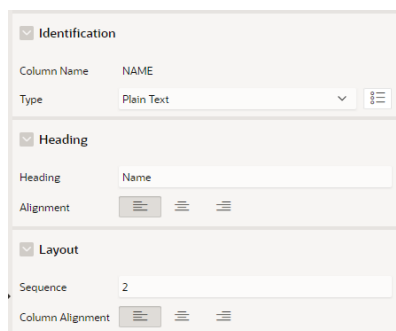 Identification
Column Name NAME
Type Plain Text
Heading
Heading Name
Alignment
Layout
Sequence 2
Column Alignment